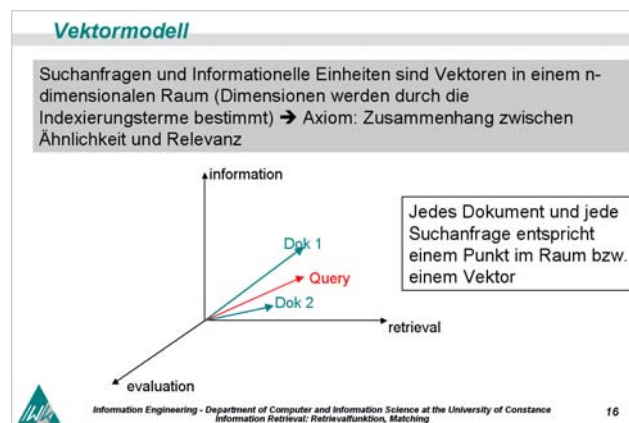 Vektormodell
Suchanfragen und Informationelle Einheiten sind Vektoren in einem n-
dimensionalen Raum (Dimensionen werden durch die
Indexierungsterme bestimmt) ➔ Axiom: Zusammenhang zwischen
Ähnlichkeit und Relevanz
information
Jedes Dokument und jede
Suchanfrage entspricht
einem Punkt im Raum bzw.
einem Vektor
Dok 1
Query
Dok 2
retrieval
evaluation
Information Engineering - Department of Computer and Information Science at the University of Constance
Information Retrieval: Retrievalfunktion, Matching
16